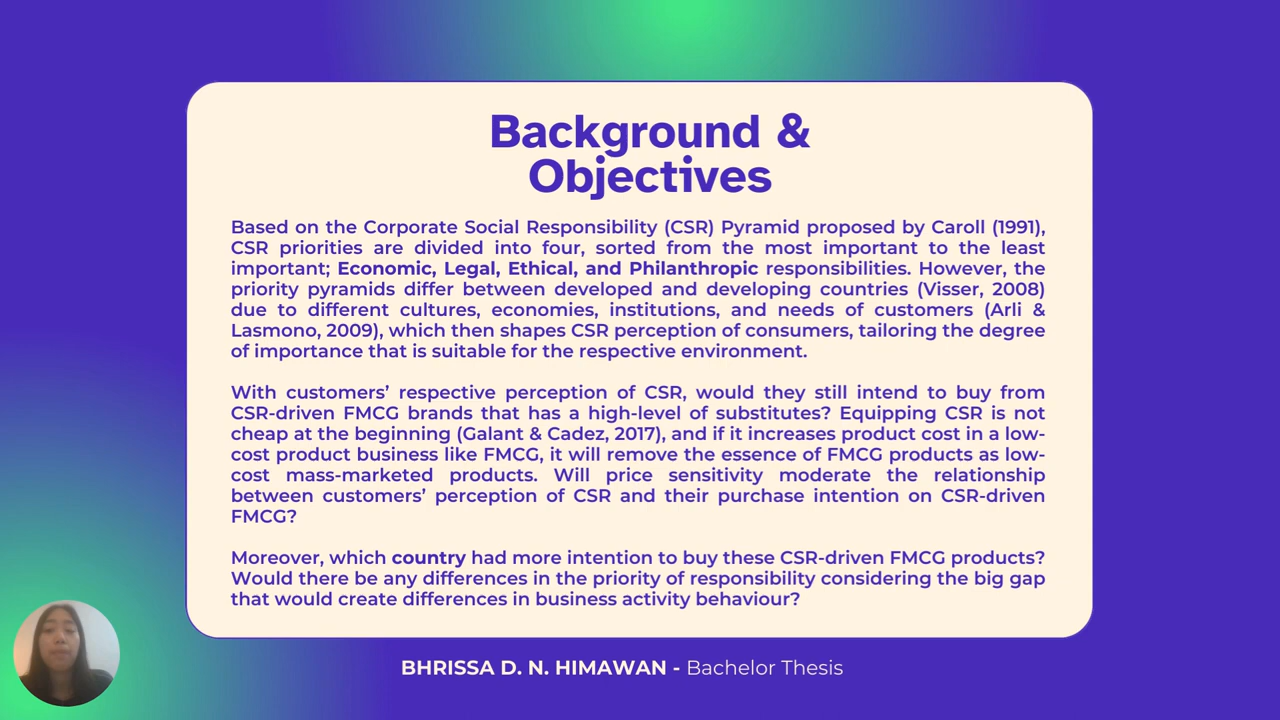 Background &
Objectives
Based on the Corporate Social Responsibility (CSR) Pyramid proposed by Caroll (1991),
CSR priorities are divided into four, sorted from the most important to the least
important; Economic, Legal, Ethical, and Philanthropic responsibilities. However, the
priority pyramids differ between developed and developing countries (Visser, 2008)
due to different cultures, economies, institutions, and needs of customers (Arli &
Lasmono, 2009), which then shapes CSR perception of consumers, tailoring the degree
of importance that is suitable for the respective environment.
With customers’ respective perception of CSR, would they still intend to buy from
CSR-driven FMCG brands that has a high-level of substitutes? Equipping CSR is not
cheap at the beginning (Galant & Cadez, 2017), and if it increases product cost in a low-
cost product business like FMCG, it will remove the essence of FMCG products as low-
cost mass-marketed products. Will price sensitivity moderate the relationship
between customers’ perception of CSR and their purchase intention on CSR-driven
FMCG?
Moreover, which country had more intention to buy these CSR-driven FMCG products?
Would there be any differences in the priority of responsibility considering the big gap
that would create differences in business activity behaviour?
BHRISSA D. N. HIMAWAN - Bachelor Thesis